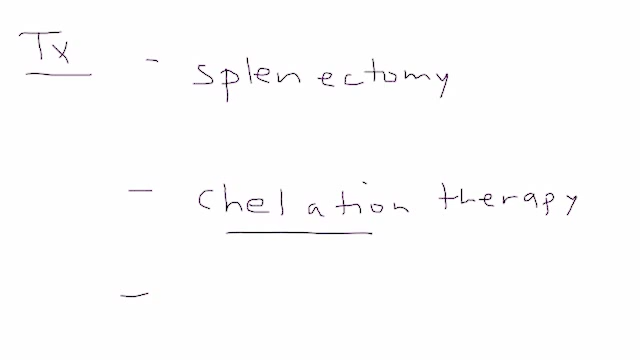 Tx - splenectomy
- chelation therapy
-